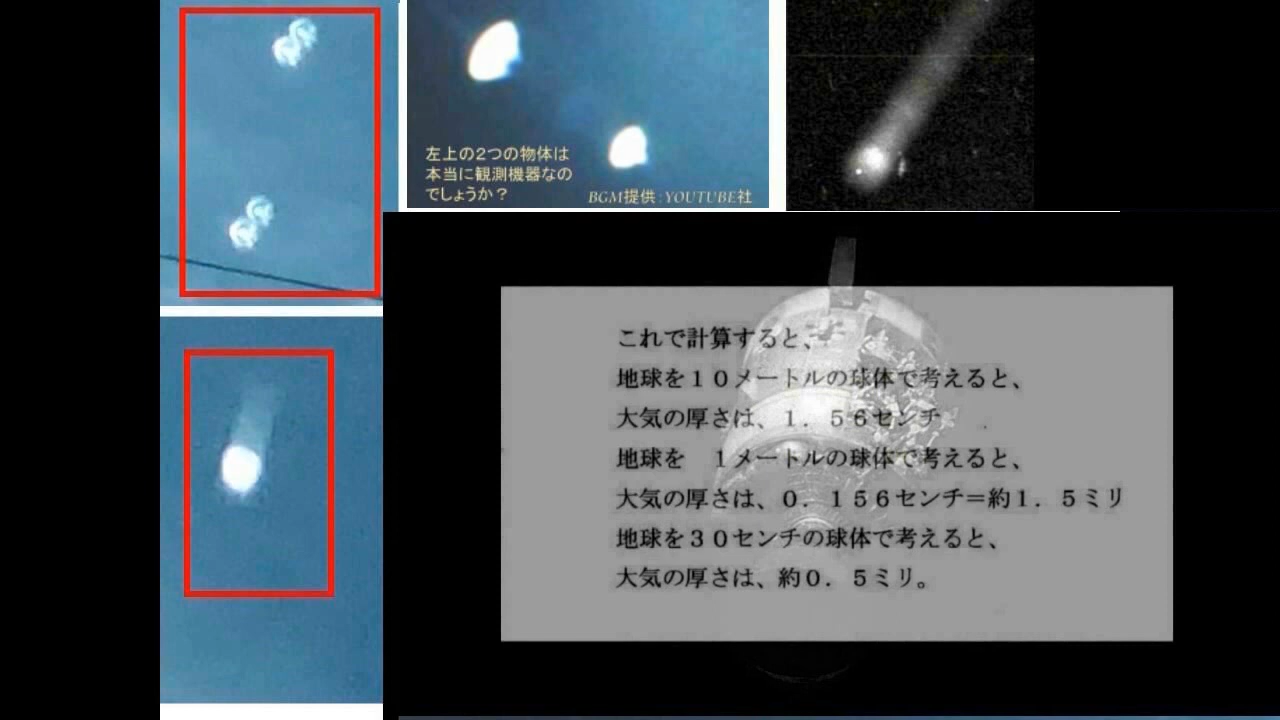 左上の2つの物体は
本当に観測機器なの
でしょうか？
BGM提供：YOUTUBE社
これで計算すると、
地球を１０メートルの球体で考えると、
大気の厚さは、１．５６センチ
地球を　１メートルの球体で考えると、
大気の厚さは、０．１５６センチ＝約１．５ミリ
地球を３０センチの球体で考えると、
大気の厚さは、約０．５ミリ。